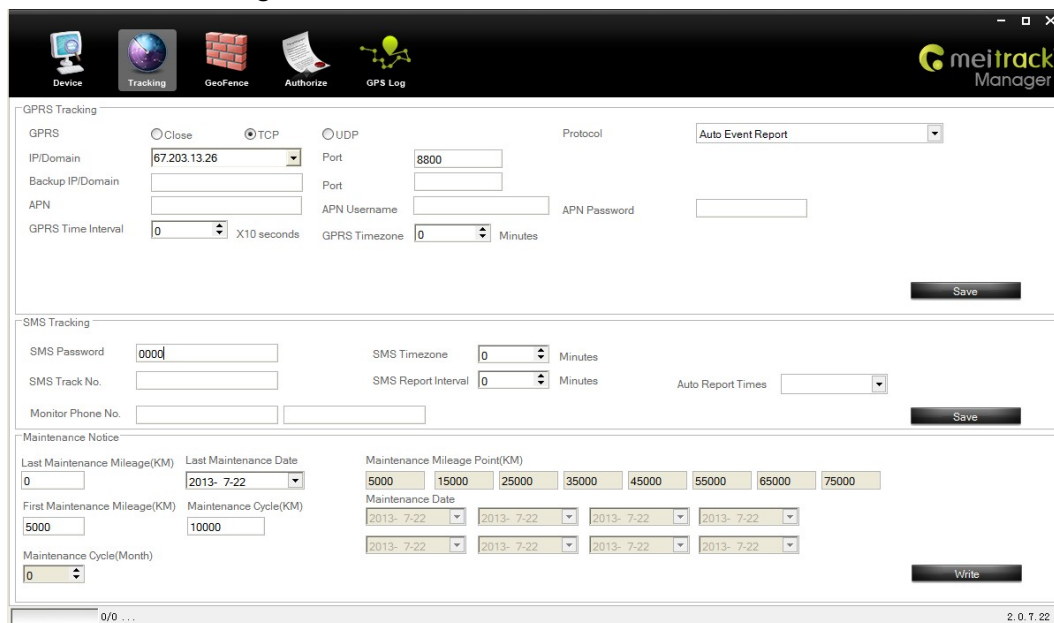 meitrack
Manager
Device Tracking GeoFence Authorize GPS Log
GPRS Tracking
GPRS Close TCP UDP Protocol Auto Event Report
IP/Domain 67.203.13.26 Port 8800
Backup IP/Domain Port
APN APN Username APN Password
GPRS Time Interval 0 X10 seconds GPRS Timezone 0 Minutes
Save
SMS Tracking
SMS Password 0000 SMS Timezone 0 Minutes
SMS Track No. SMS Report Interval 0 Minutes Auto Report Times
Monitor Phone No. Save
Maintenance Notice
Last Maintenance Mileage(KM) Last Maintenance Date Maintenance Mileage Point(KM)
0 2013- 7-22 5000 15000 25000 35000 45000 55000 65000 75000
First Maintenance Mileage(KM) Maintenance Cycle(KM) Maintenance Date
5000 10000 2013- 7-22 2013- 7-22 2013- 7-22 2013- 7-22
2013- 7-22 2013- 7-22 2013- 7-22 2013- 7-22
Maintenance Cycle(Month)
0 Write
0/0 ... 2.0.7.22